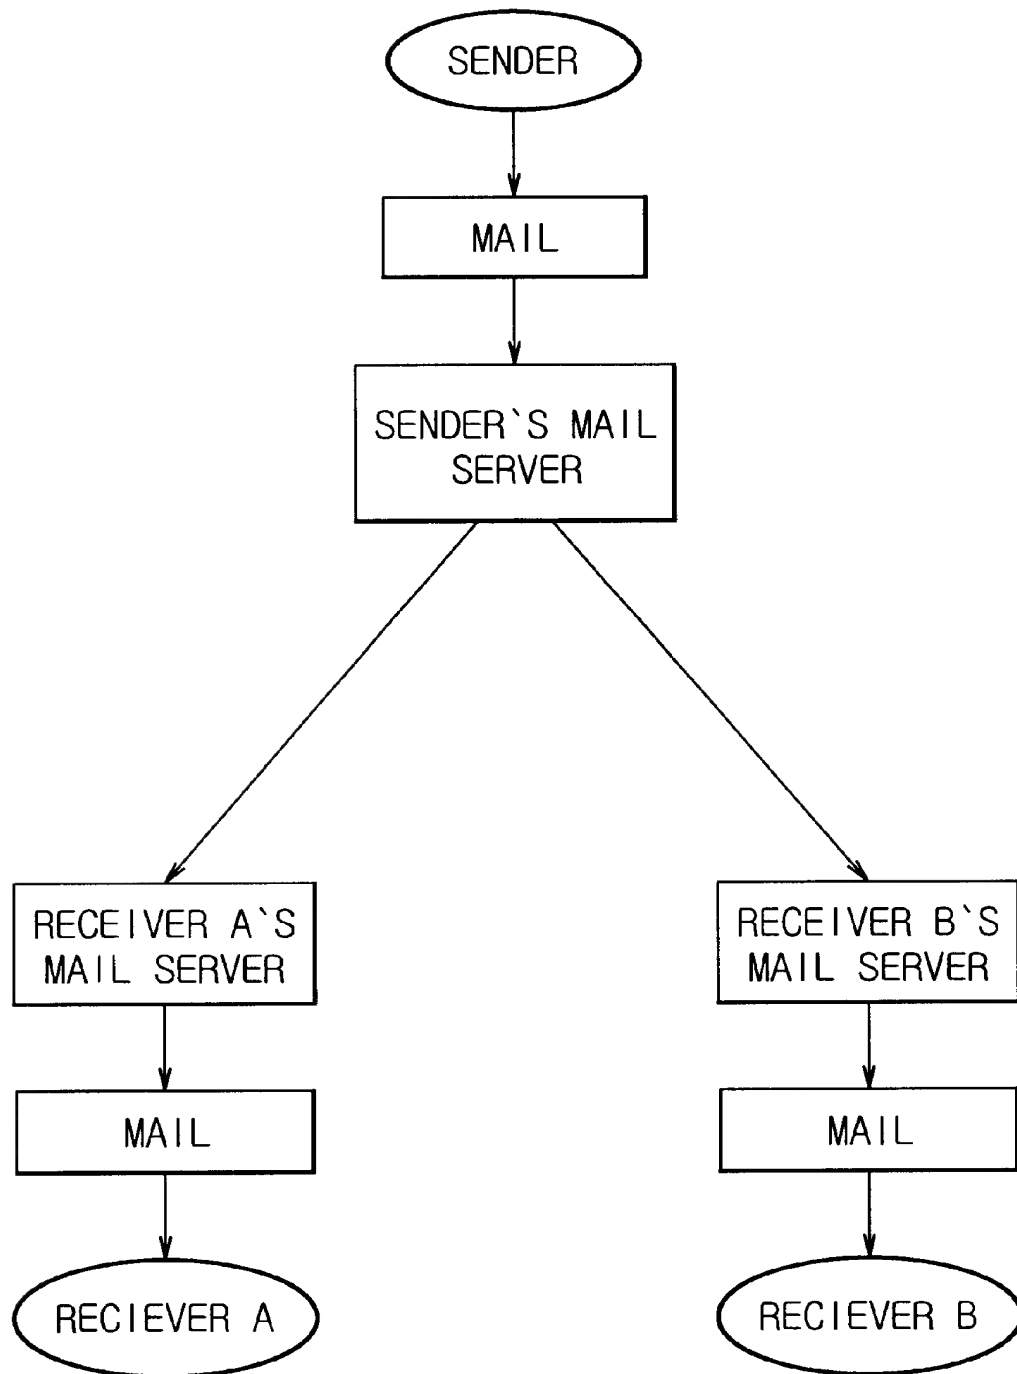 SENDER
MAIL
SENDER`S MAIL
SERVER
RECEIVER A`S
MAIL SERVER
RECEIVER B`S
MAIL SERVER
MAIL
MAIL
RECIEVER A
RECIEVER B